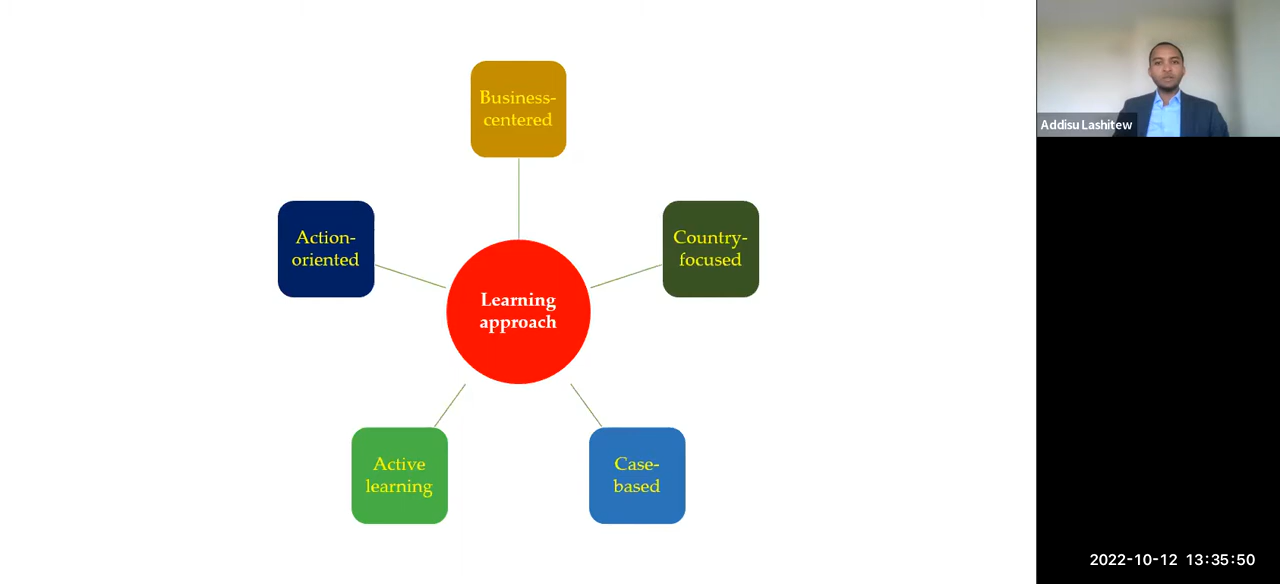 Business-
centered
Action-
oriented
Country-
focused
Learning
approach
Active
learning
Case-
based
Addisu Lashitew
2022-10-12 13:35:50